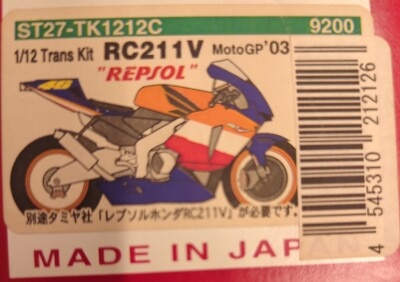 ST27-TK1212C 9200
1/12 Trans Kit RC211V MotoGP'03
"REPSOL"
46
別途タミヤ社「レプソルホンダRC211V」が必要です。
4 545310 212126
MADE IN JAPAN